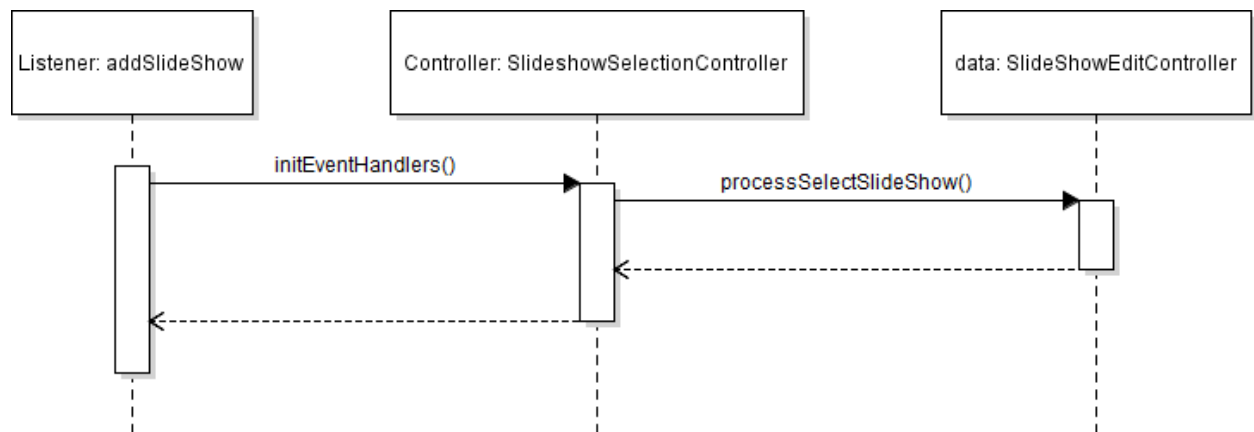 Listener: addSlideShow
Controller: SlideshowSelectionController
data: SlideShowEditController
initEventHandlers()
processSelectSlideShow()